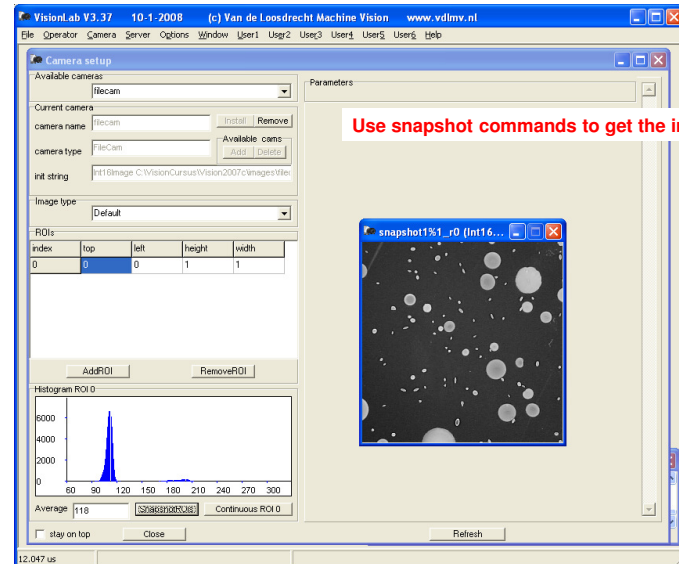 VisionLab V3.37 10-1-2008 (c) Van de Loosdrecht Machine Vision www.vdlmv.nl
File Operator Camera Server Options Window User1 User2 User3 User4 User5 User6 Help
Camera setup
Available cameras
filecam
Current camera
camera name filecam Install Remove
Available cams
camera type FileCam Add Delete
init string Int16Image C:\VisionCursus\Vision2007c\images\filec
Image type
Default
ROIs
index top left height width
0 0 0 1 1
AddROI RemoveROI
Histogram ROI 0
6000
4000
2000
0
60 90 120 150 180 210 240 270 300
Average 118 SnapshotROIs Continuous ROI 0
stay on top Close
Parameters
Use snapshot commands to get the
snapshot1%1_r0 (Int16...
Refresh
12.047 us